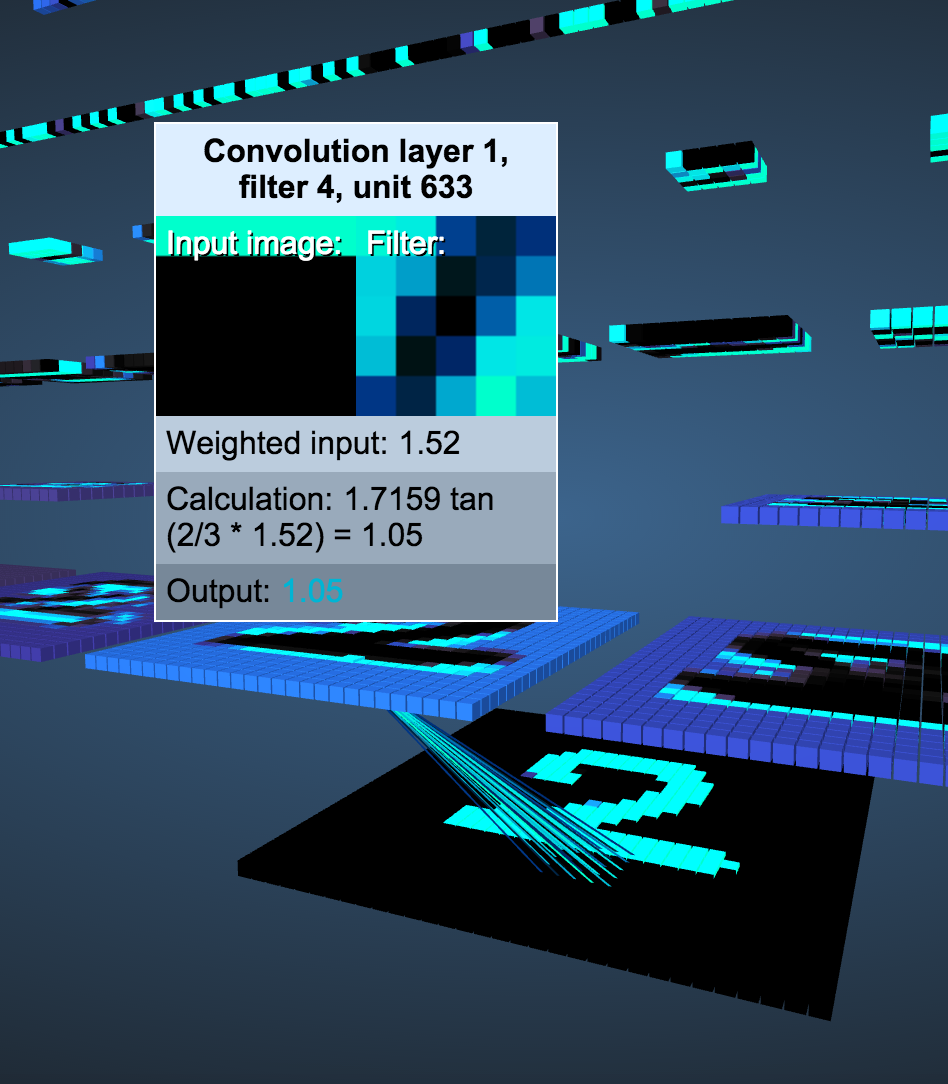 Convolution layer 1,
filter 4, unit 633
Input image: Filter:
Weighted input: 1.52
Calculation: 1.7159 tan
(2/3 * 1.52) = 1.05
Output: 1.05